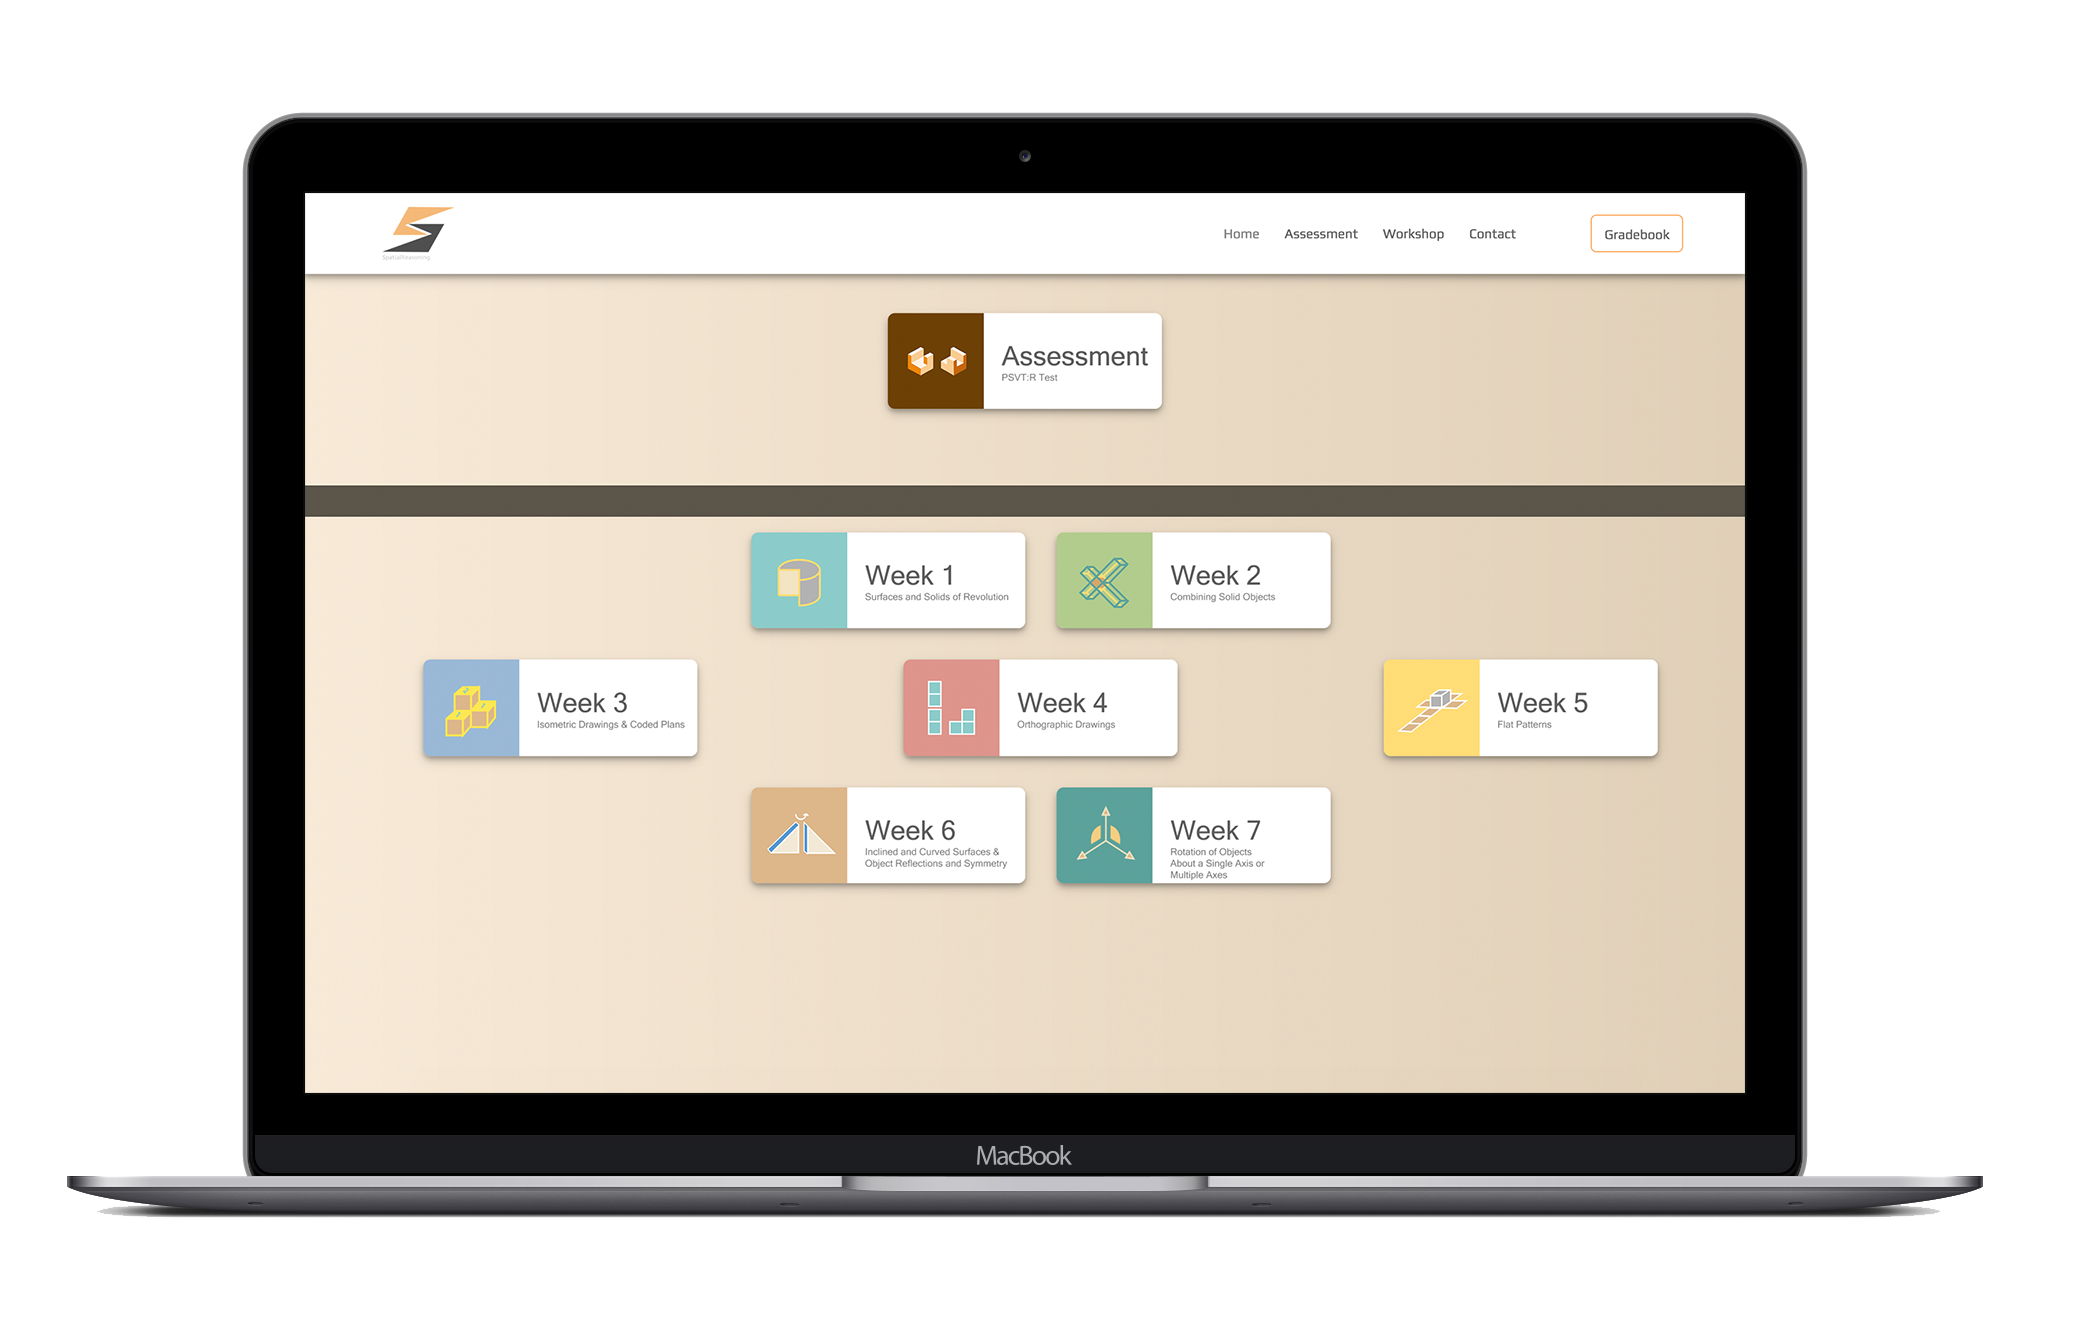 SpatialReasoning
Home Assessment Workshop Contact Gradebook
Assessment
PSVT:R Test
Week 1
Surfaces and Solids of Revolution
Week 2
Combining Solid Objects
Week 3
Isometric Drawings & Coded Plans
Week 4
Orthographic Drawings
Week 5
Flat Patterns
Week 6
Inclined and Curved Surfaces &
Object Reflections and Symmetry
Week 7
Rotation of Objects
About a Single Axis or
Multiple Axes
MacBook